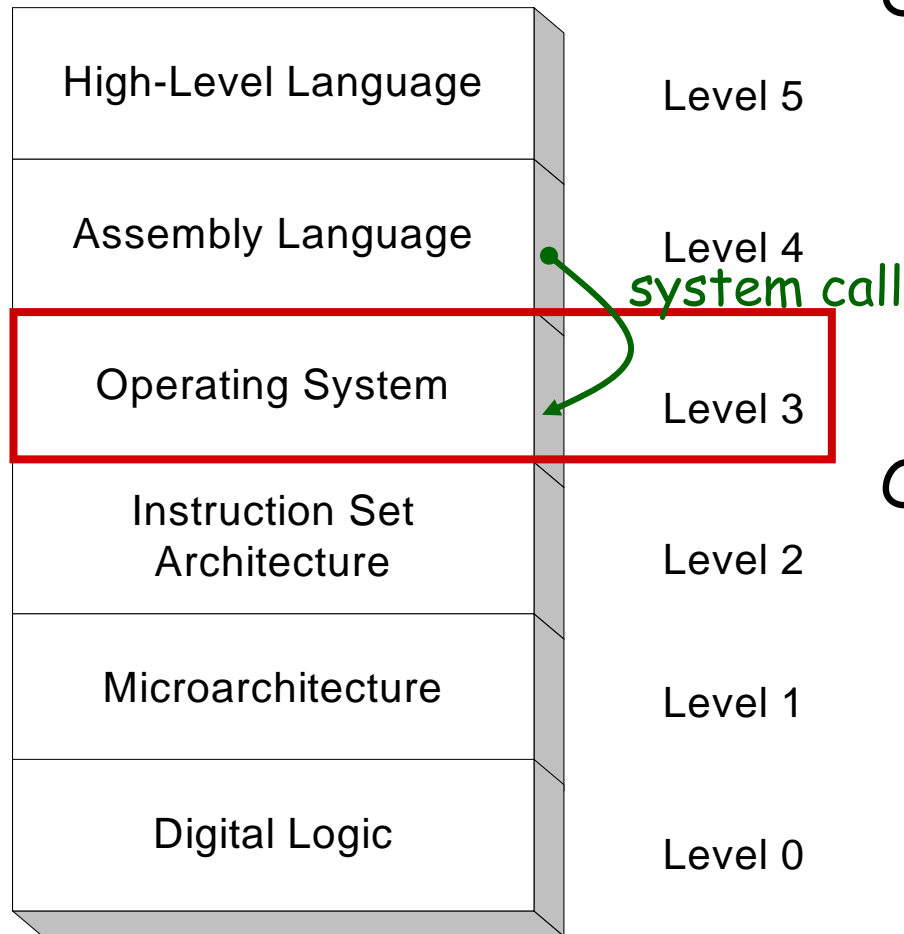 High-Level Language
Level 5
Assembly Language
Level 4
system call
Operating System
Level 3
Instruction Set
Architecture
Level 2
Microarchitecture
Level 1
Digital Logic
Level 0